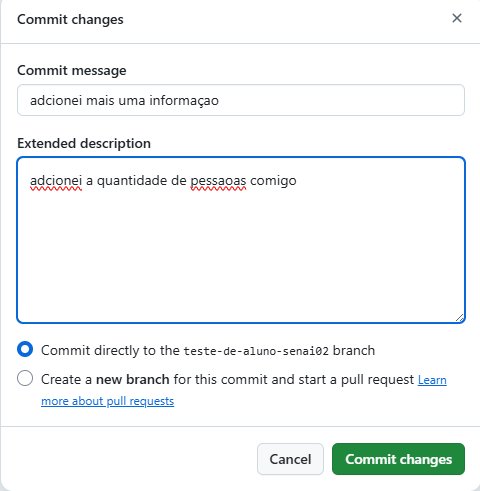 Commit changes
Commit message
adcionei mais uma informaçao
Extended description
adcionei a quantidade de pessaoas comigo
Commit directly to the teste-de-aluno-senai02 branch
Create a new branch for this commit and start a pull request Learn
more about pull requests
Cancel Commit changes